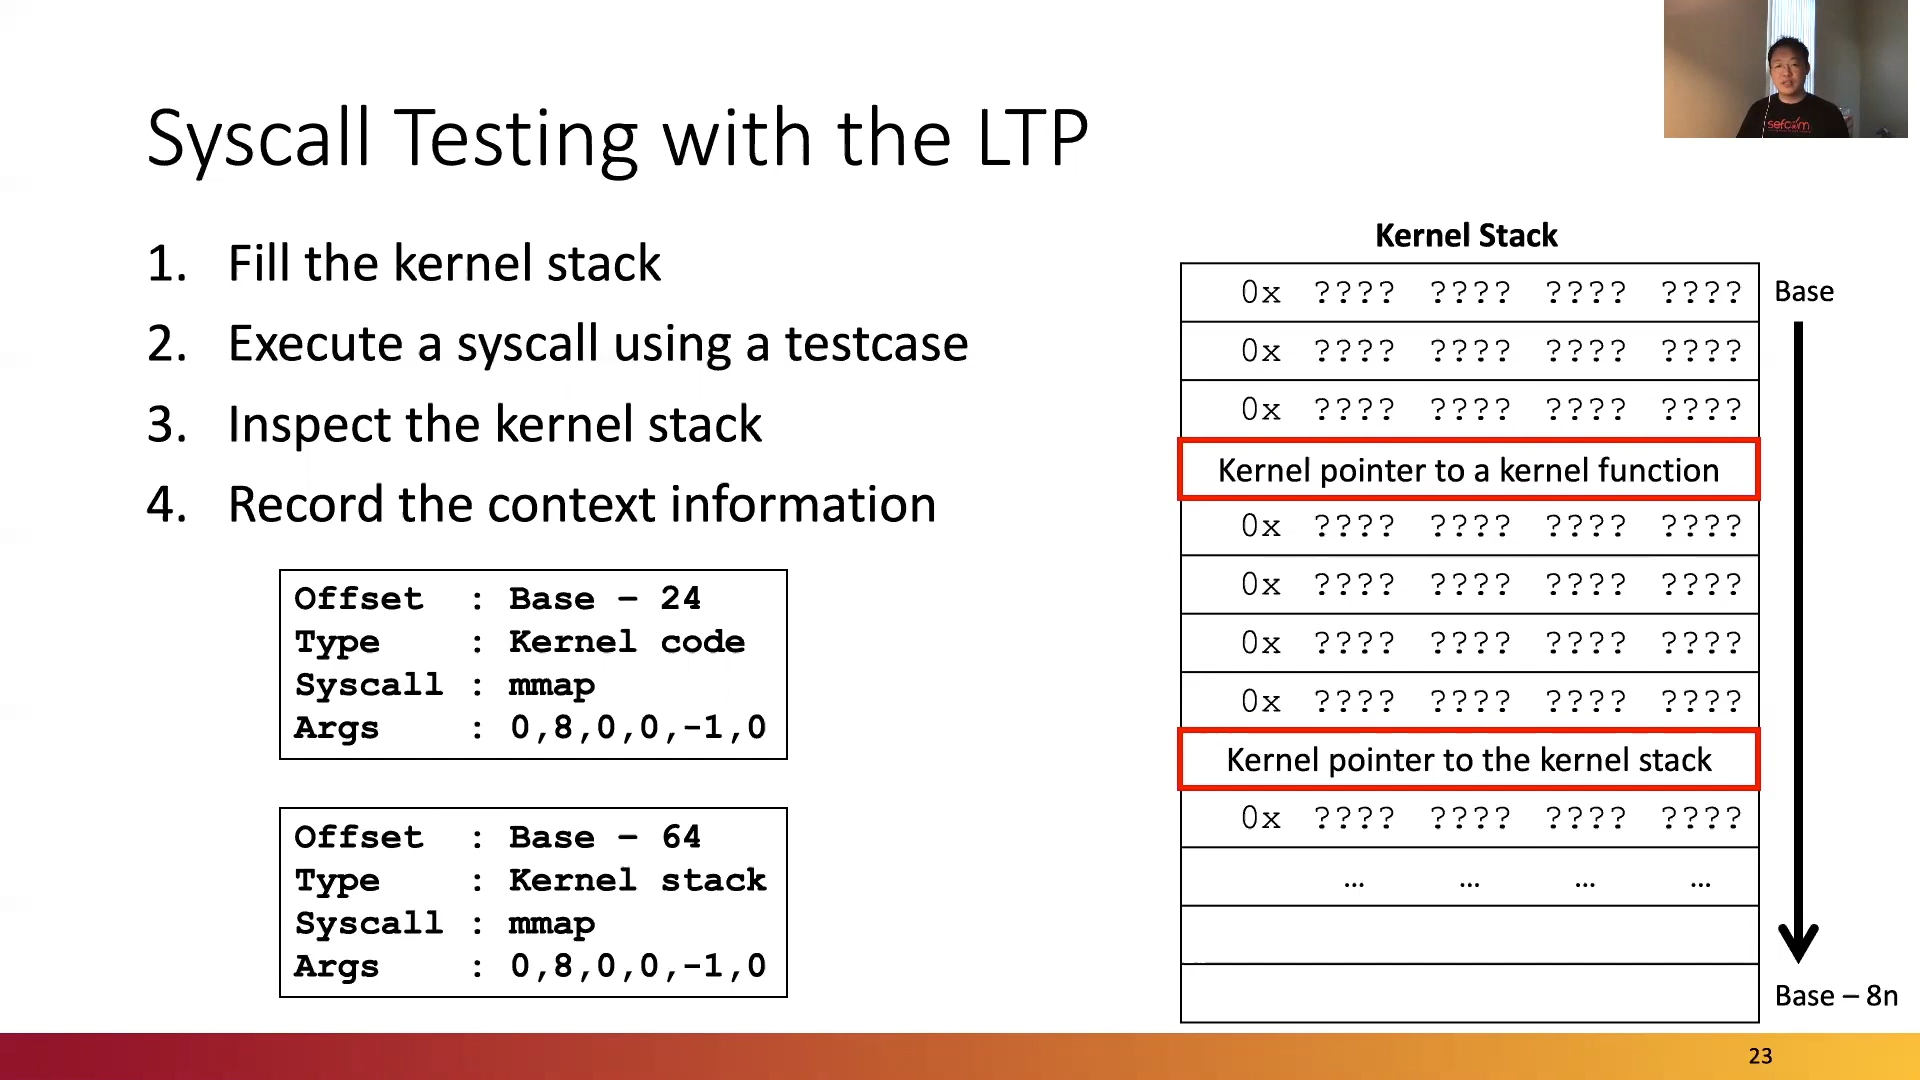 Syscall Testing with the LTP
1. Fill the kernel stack
2. Execute a syscall using a testcase
3. Inspect the kernel stack
4. Record the context information
Offset : Base – 24
Type : Kernel code
Syscall : mmap
Args : 0,8,0,0,-1,0
Offset : Base – 64
Type : Kernel stack
Syscall : mmap
Args : 0,8,0,0,-1,0
Kernel Stack
0x ???? ???? ???? ???? Base
0x ???? ???? ???? ????
0x ???? ???? ???? ????
Kernel pointer to a kernel function
0x ???? ???? ???? ????
0x ???? ???? ???? ????
0x ???? ???? ???? ????
0x ???? ???? ???? ????
Kernel pointer to the kernel stack
0x ???? ???? ???? ????
… … … …
Base – 8n
23
sefcom